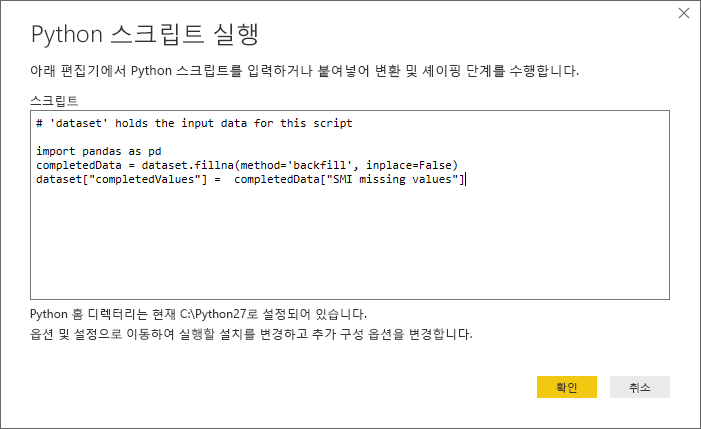 Python 스크립트 실행
아래 편집기에서 Python 스크립트를 입력하거나 붙여넣어 변환 및 셰이핑 단계를 수행합니다.
스크립트
# 'dataset' holds the input data for this script
import pandas as pd
completedData = dataset.fillna(method='backfill', inplace=False)
dataset["completedValues"] =  completedData["SMI missing values"]
Python 홈 디렉터리는 현재 C:\Python27로 설정되어 있습니다.
옵션 및 설정으로 이동하여 실행할 설치를 변경하고 추가 구성 옵션을 변경합니다.
확인
취소